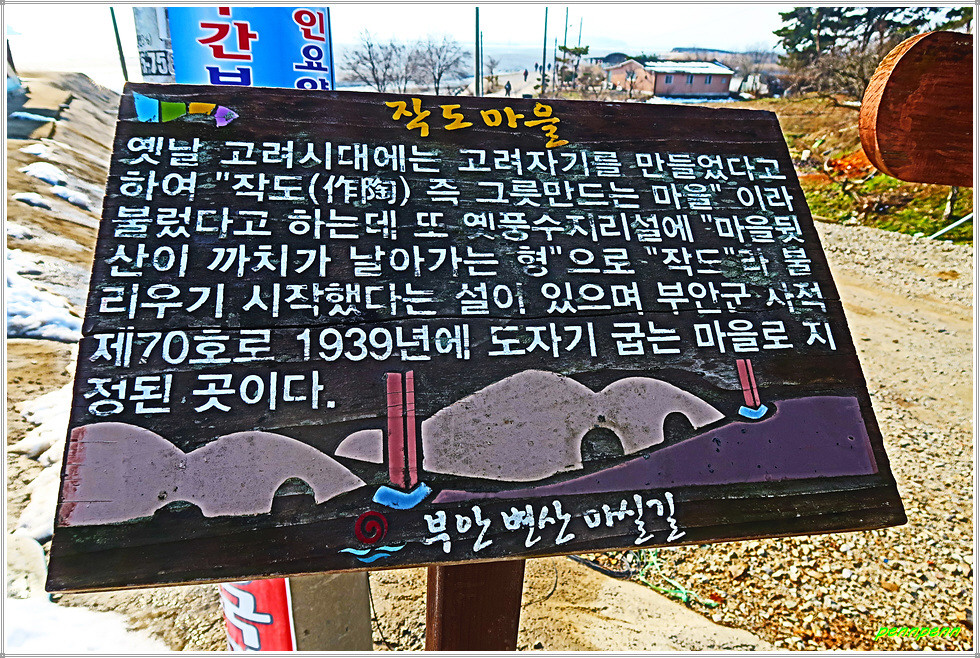 간
인요양
작도마을
옛날 고려시대에는 고려자기를 만들었다고
하여 "작도(作陶) 즉 그릇만드는 마을" 이라
불렀다고 하는데 또 옛풍수지리설에 "마을뒷
산이 까치가 날아가는 형"으로 "작도"라 불
리우기 시작했다는 설이 있으며 부안군 사적
제70호로 1939년에 도자기 굽는 마을로 지
정된 곳이다.
부안 변산 마실길
pennpenn